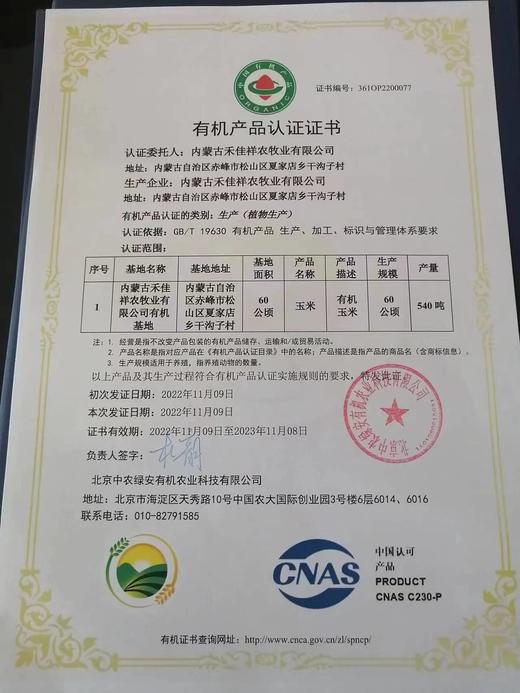 中国有机产品
ORGANIC
证书编号：361OP2200077
有机产品认证证书
认证委托人：内蒙古禾佳祥农牧业有限公司
地址：内蒙古自治区赤峰市松山区夏家店乡干沟子村
生产企业：内蒙古禾佳祥农牧业有限公司
地址：内蒙古自治区赤峰市松山区夏家店乡干沟子村
有机产品认证的类别：生产（植物生产）
认证依据：GB/T 19630 有机产品 生产、加工、标识与管理体系要求
认证范围：
序号 基地名称 基地地址 基地面积 产品名称 产品描述 生产规模 产量
1 内蒙古禾佳祥农牧业有限公司有机基地 内蒙古自治区赤峰市松山区夏家店乡干沟子村 60公顷 玉米 有机玉米 60公顷 540 吨
注：1. 经营是指不改变产品包装的有机产品储存、运输和/或贸易活动。
2. 产品名称是指对应产品在《有机产品认证目录》中的名称；产品描述是指产品的商品名（含商标信息）。
3. 生产规模适用于养殖，指养殖动物的数量。
以上产品及其生产过程符合有机产品认证实施规则的要求，特发此证。
初次发证日期：2022年11月09日
本次发证日期：2022年11月09日
证书有效期：2022年11月09日至2023年11月08日
负责人签字：
北京中农绿安有机农业科技有限公司
北京中农绿安有机农业科技有限公司
地址：北京市海淀区天秀路10号中国农大国际创业园3号楼6层6014、6016
联系电话：010-82791585
CNAS
中国认可
产品
PRODUCT
CNAS C230-P
有机证书查询网址：http://www.cnca.gov.cn/zl/spncp/